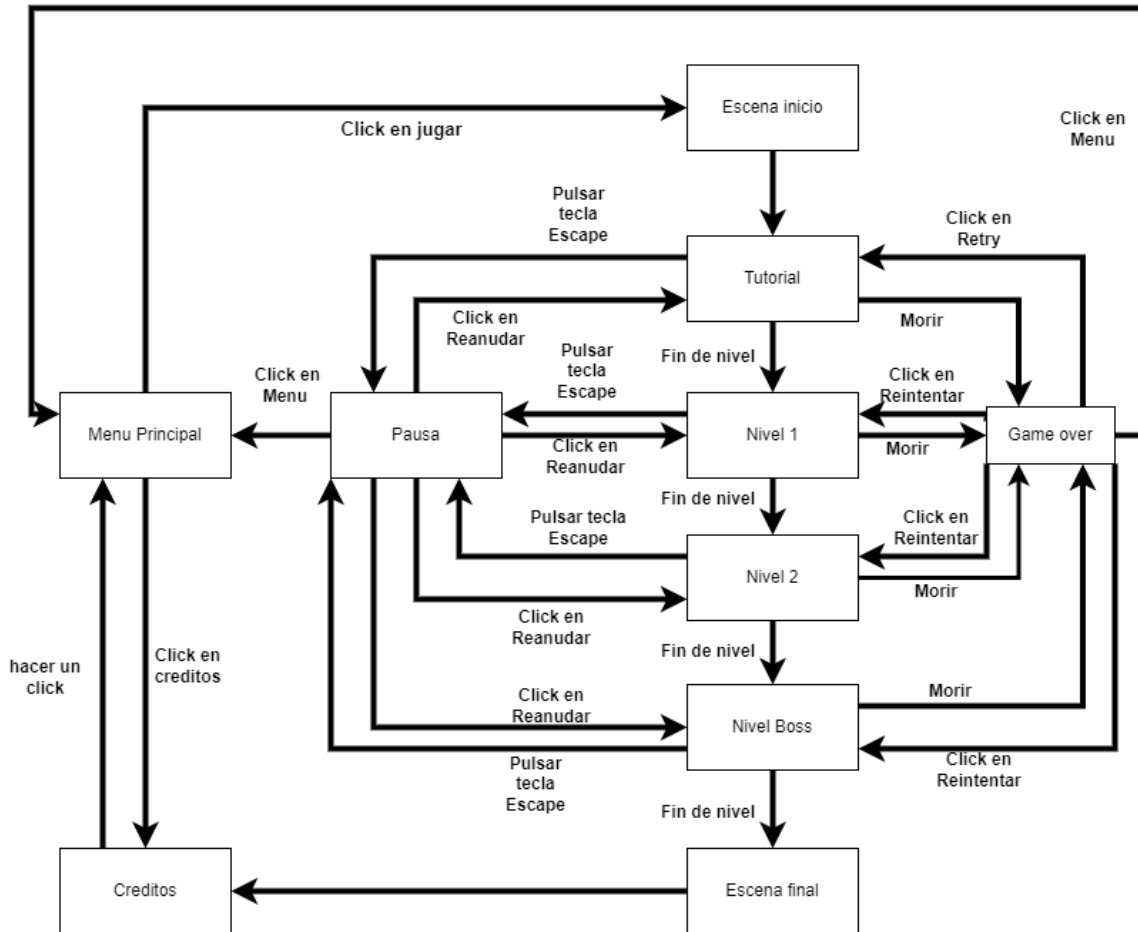 Escena inicio
Click en
Menu
Click en jugar
Pulsar
tecla
Escape
Click en
Retry
Tutorial
Click en
Reanudar
Morir
Fin de nivel
Pulsar
tecla
Escape
Click en
Reintentar
Click en
Menu
Menu Principal
Pausa
Nivel 1
Game over
Click en
Reanudar
Morir
Fin de nivel
Pulsar tecla
Escape
Click en
Reintentar
Nivel 2
Morir
Click en
Reanudar
Fin de nivel
hacer un
click
Click en
creditos
Click en
Reanudar
Morir
Nivel Boss
Pulsar
tecla
Escape
Click en
Reintentar
Fin de nivel
Creditos
Escena final